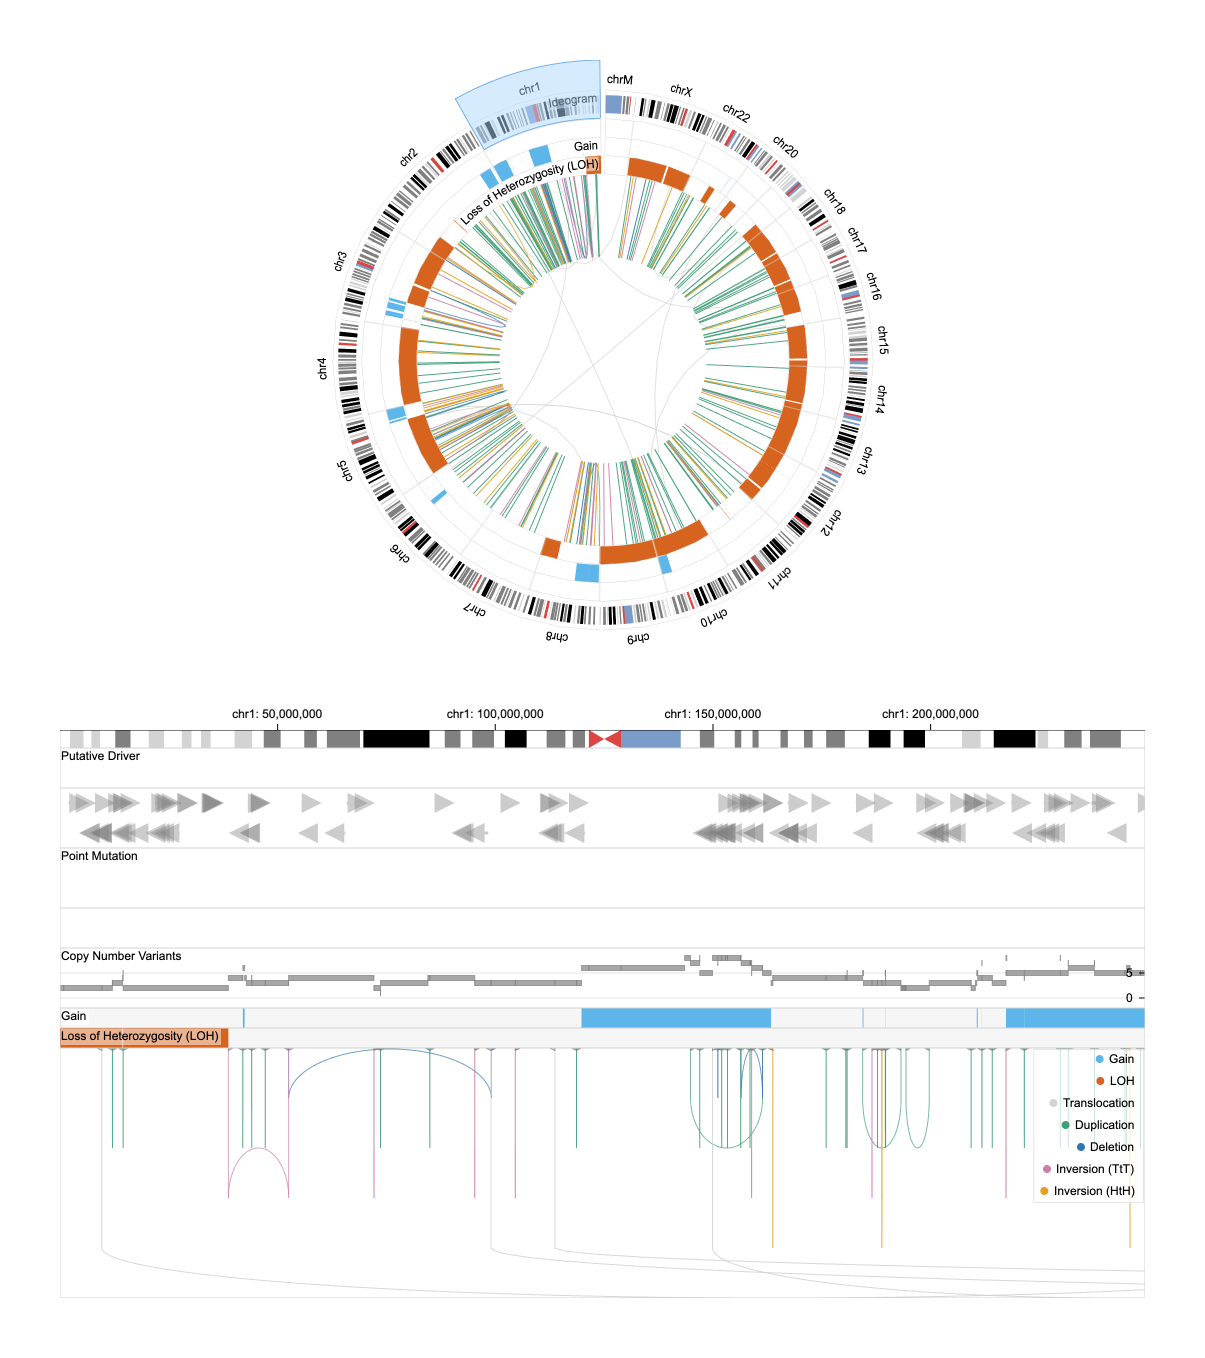 chrM
chrX
chr22
chr20
chr18
chr17
chr16
chr15
chr14
chr13
chr12
chr11
chr10
chr9
chr8
chr7
chr6
chr5
chr4
chr3
chr2
chr1
Ideogram
Gain
Loss of Heterozygosity (LOH)
chr1: 50,000,000
chr1: 100,000,000
chr1: 150,000,000
chr1: 200,000,000
Putative Driver
Point Mutation
Copy Number Variants
5
0
Gain
Loss of Heterozygosity (LOH)
Gain
LOH
Translocation
Duplication
Deletion
Inversion (TtT)
Inversion (HtH)